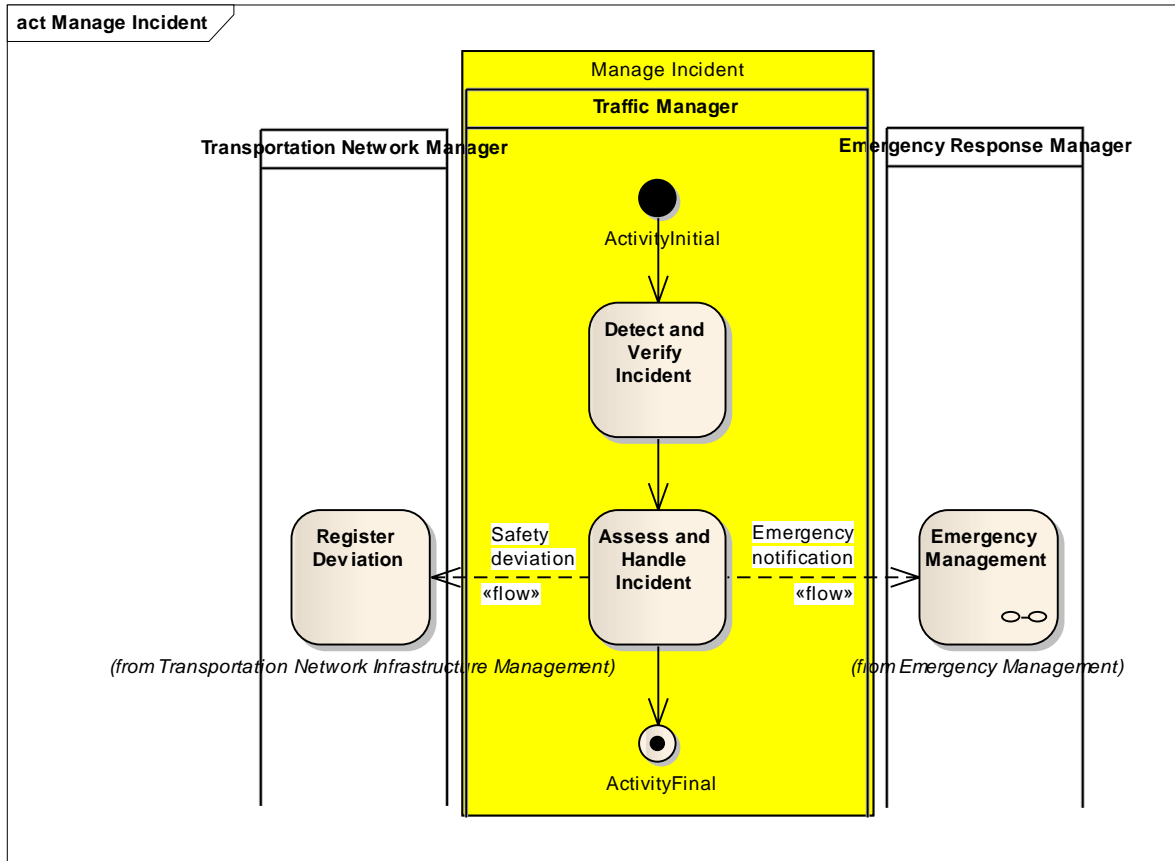 act Manage Incident
Manage Incident
Traffic Manager
Transportation Network Manager
Emergency Response Manager
ActivityInitial
Detect and
Verify
Incident
Register
Deviation
Safety
deviation
«flow»
Assess and
Handle
Incident
Emergency
notification
«flow»
Emergency
Management
(from Transportation Network Infrastructure Management)
(from Emergency Management)
ActivityFinal